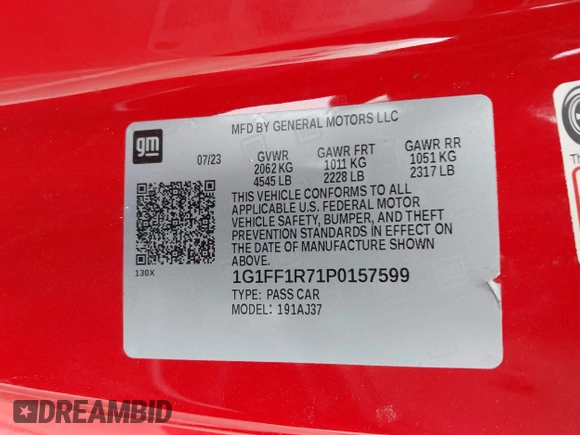 MFD BY GENERAL MOTORS LLC
gm
07/23 GVWR GAWR FRT GAWR RR
2062 KG 1011 KG 1051 KG
4545 LB 2228 LB 2317 LB
THIS VEHICLE CONFORMS TO ALL
APPLICABLE U.S. FEDERAL MOTOR
VEHICLE SAFETY, BUMPER, AND THEFT
PREVENTION STANDARDS IN EFFECT ON
THE DATE OF MANUFACTURE SHOWN
ABOVE.
130X
1G1FF1R71P0157599
TYPE: PASS CAR
MODEL: 191AJ37
DREAMBID